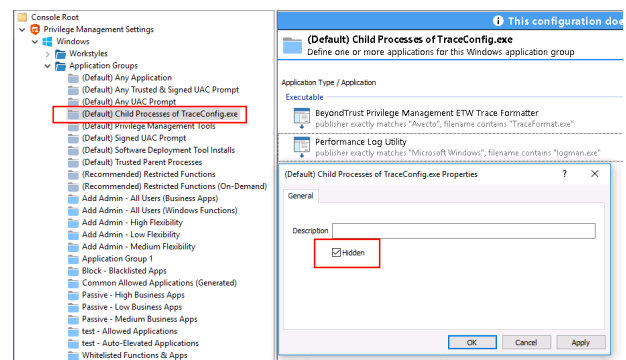 Console Root
Privilege Management Settings
Windows
Workstyles
Application Groups
(Default) Any Application
(Default) Any Trusted & Signed UAC Prompt
(Default) Any UAC Prompt
(Default) Child Processes of TraceConfig.exe
(Default) Privilege Management Tools
(Default) Signed UAC Prompt
(Default) Software Deployment Tool Installs
(Default) Trusted Parent Processes
(Recommended) Restricted Functions
(Recommended) Restricted Functions (On-Demand)
Add Admin - All Users (Business Apps)
Add Admin - All Users (Windows Functions)
Add Admin - High Flexibility
Add Admin - Low Flexibility
Add Admin - Medium Flexibility
Application Group 1
Block - Blacklisted Apps
Common Allowed Applications (Generated)
Passive - High Business Apps
Passive - Low Business Apps
Passive - Medium Business Apps
test - Allowed Applications
test - Auto-Elevated Applications
Whitelisted Functions & Apps
This configuration doe
(Default) Child Processes of TraceConfig.exe
Define one or more applications for this Windows application group
Application Type / Application
Executable
BeyondTrust Privilege Management ETW Trace Formatter
publisher exactly matches "Avecto", filename contains "TraceFormat.exe"
Performance Log Utility
publisher exactly matches "Microsoft Windows", filename contains "logman.exe"
(Default) Child Processes of TraceConfig.exe Properties
?
General
Description
Hidden
OK Cancel Apply